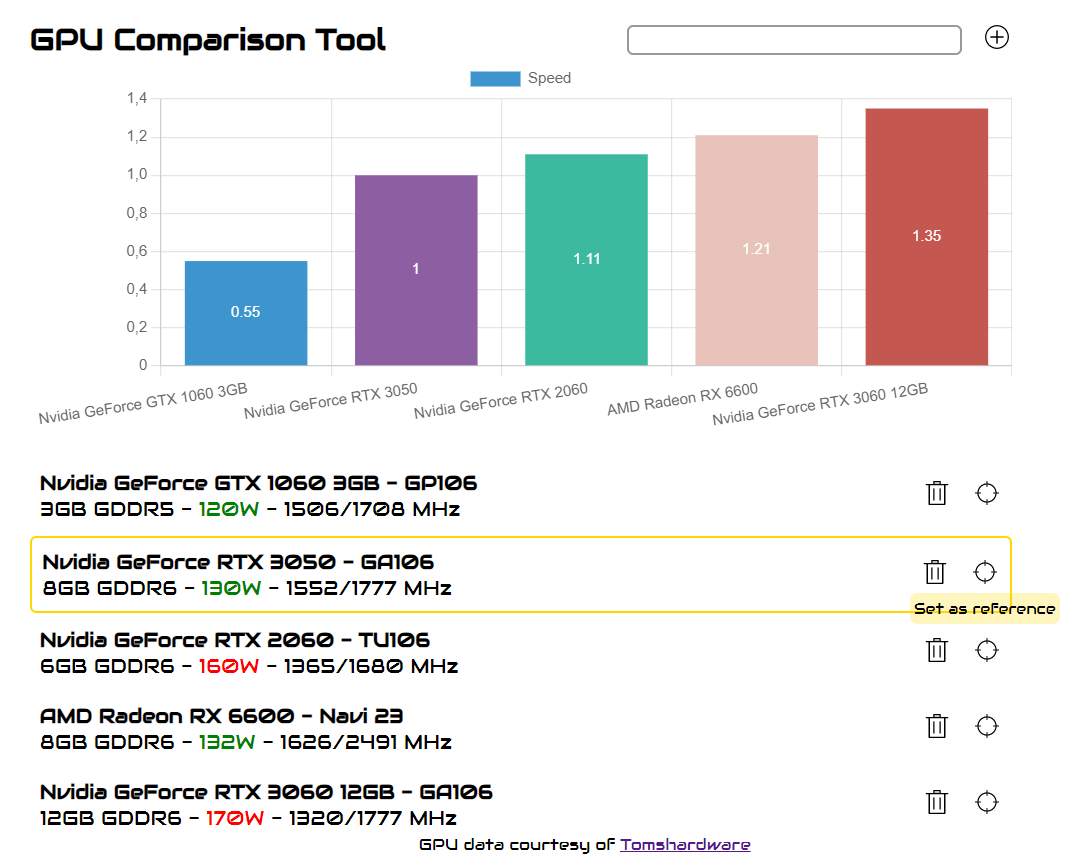 GPU Comparison Tool
Speed
1,4
1,2
1,0
0,8
0,6
0,4
0,2
0
0.55
1
1.11
1.21
1.35
Nvidia GeForce GTX 1060 3GB
Nvidia GeForce RTX 3050
Nvidia GeForce RTX 2060
AMD Radeon RX 6600
Nvidia GeForce RTX 3060 12GB
Nvidia GeForce GTX 1060 3GB - GP106
3GB GDDR5 - 120W - 1506/1708 MHz
Nvidia GeForce RTX 3050 - GA106
8GB GDDR6 - 130W - 1552/1777 MHz
Set as reference
Nvidia GeForce RTX 2060 - TU106
6GB GDDR6 - 160W - 1365/1680 MHz
AMD Radeon RX 6600 - Navi 23
8GB GDDR6 - 132W - 1626/2491 MHz
Nvidia GeForce RTX 3060 12GB - GA106
12GB GDDR6 - 170W - 1320/1777 MHz
GPU data courtesy of Tomshardware